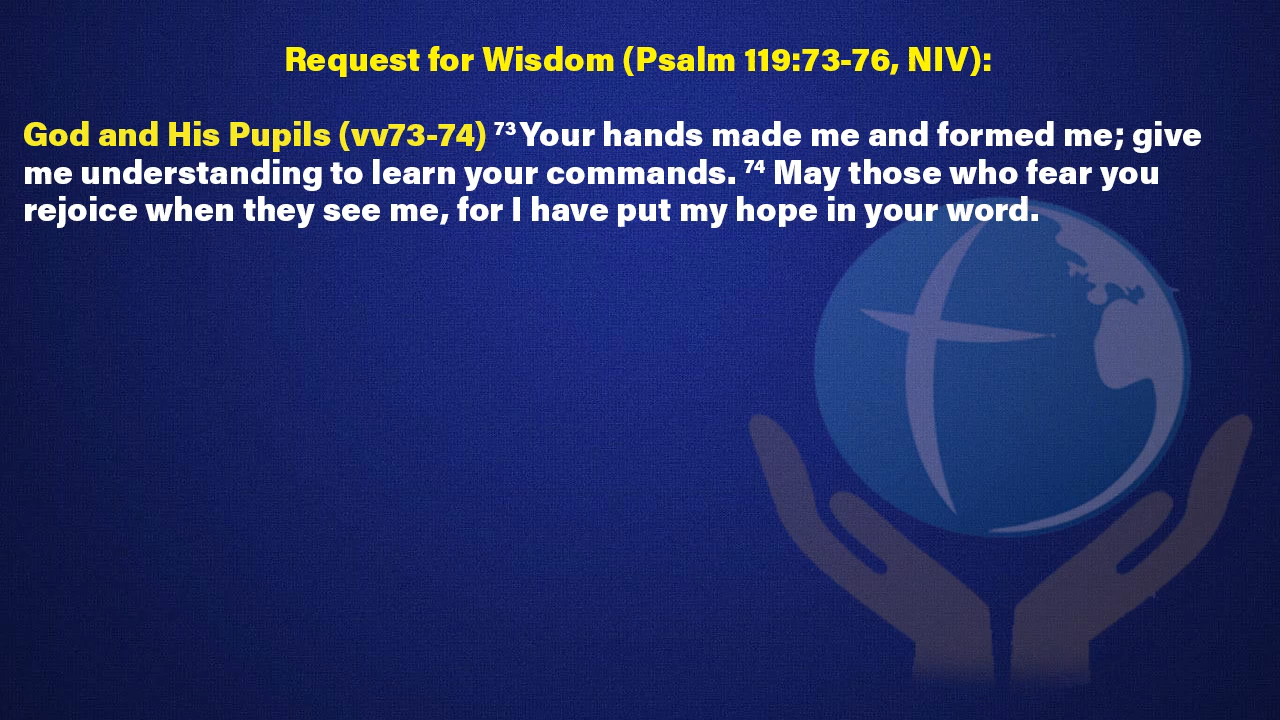 Request for Wisdom (Psalm 119:73-76, NIV):
God and His Pupils (vv73-74) ⁷³ Your hands made me and formed me; give
me understanding to learn your commands. ⁷⁴ May those who fear you
rejoice when they see me, for I have put my hope in your word.